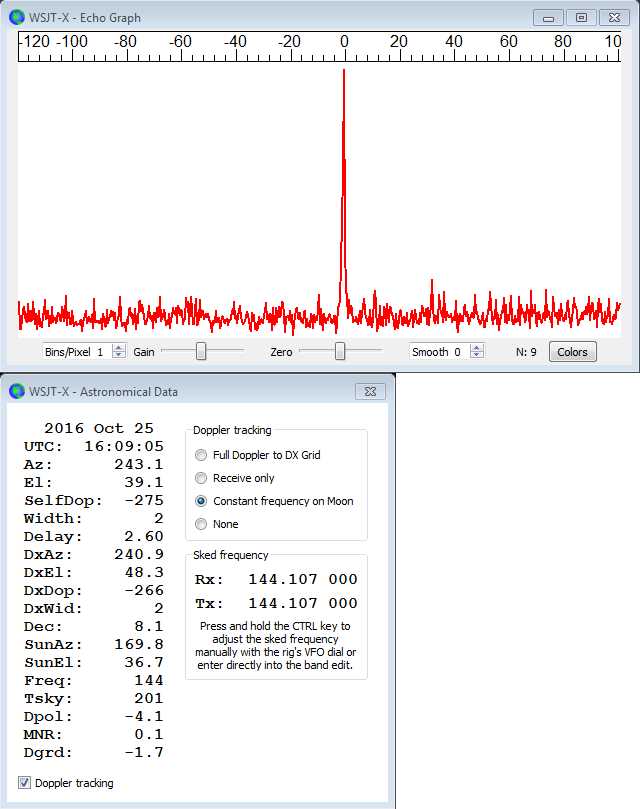 WSJT-X - Echo Graph
-120 -100 -80 -60 -40 -20 0 20 40 60 80 10
Bins/Pixel 1 Gain Zero Smooth 0 N: 9 Colors
WSJT-X - Astronomical Data
2016 Oct 25
UTC: 16:09:05
Az: 243.1
El: 39.1
SelfDop: -275
Width: 2
Delay: 2.60
DxAz: 240.9
DxEl: 48.3
DxDop: -266
DxWid: 2
Dec: 8.1
SunAz: 169.8
SunEl: 36.7
Freq: 144
Tsky: 201
Dpol: -4.1
MNR: 0.1
Dgrd: -1.7
Doppler tracking
Doppler tracking
Full Doppler to DX Grid
Receive only
Constant frequency on Moon
None
Sked frequency
Rx: 144.107 000
Tx: 144.107 000
Press and hold the CTRL key to
adjust the sked frequency
manually with the rig's VFO dial or
enter directly into the band edit.